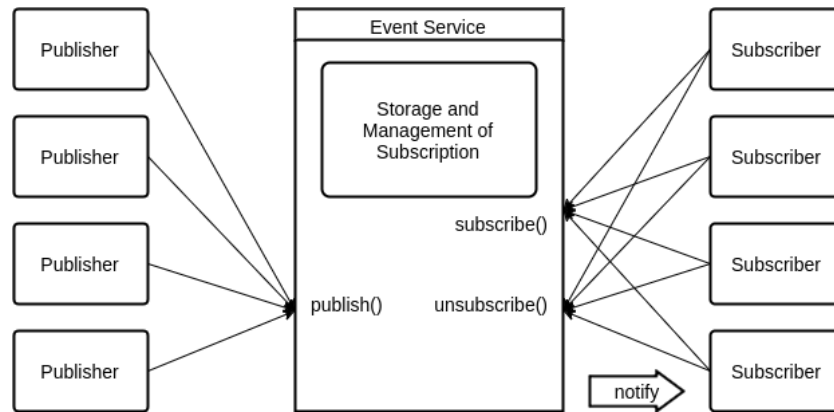 Publisher
Publisher
Publisher
Publisher
Event Service
Storage and
Management of
Subscription
subscribe()
publish()
unsubscribe()
Subscriber
Subscriber
Subscriber
Subscriber
notify